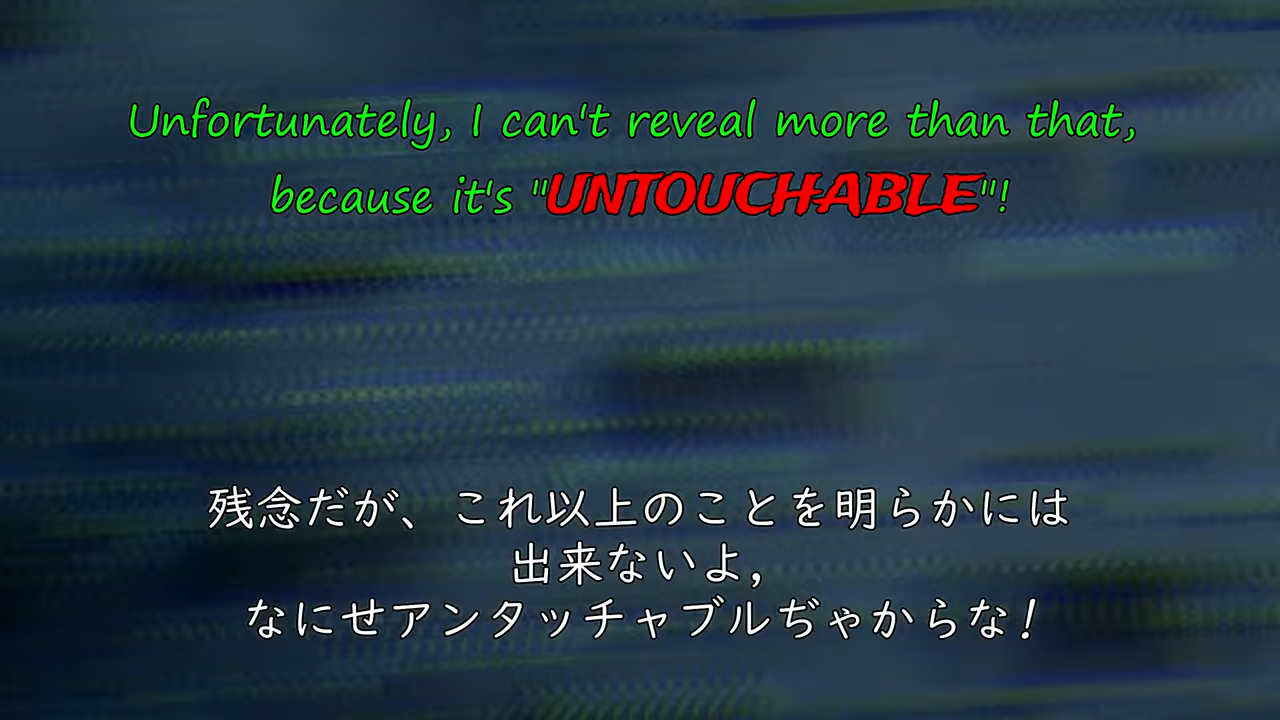 Unfortunately, I can't reveal more than that,
because it's "UNTOUCHABLE"!
残念だが、これ以上のことを明らかには
出来ないよ,
なにせアンタッチャブルぢゃからな!